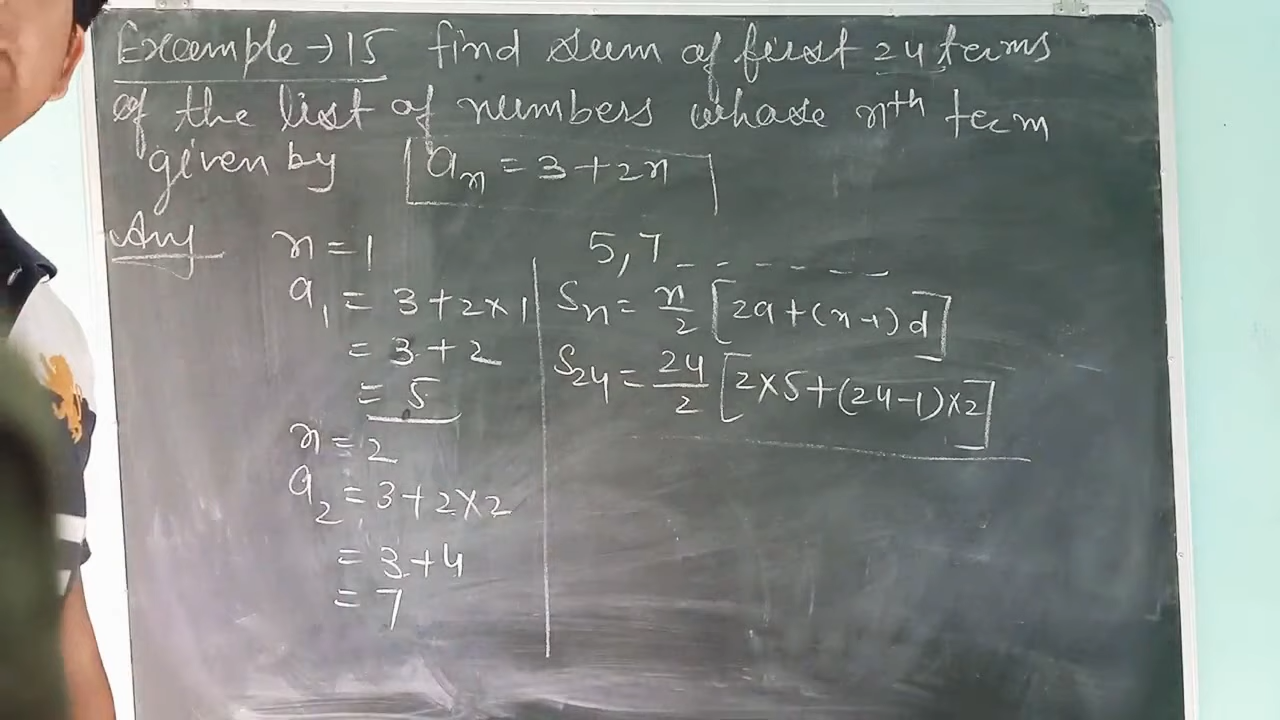 Example→15 find sum of first 24 terms
of the list of numbers whose nth term
given by aₙ = 3 + 2n
Ans
n = 1
a₁ = 3 + 2 × 1
= 3 + 2
= 5
n = 2
a₂ = 3 + 2 × 2
= 3 + 4
= 7
5, 7 _ _ _ _ _ _
Sₙ = n/2 [2a + (n-1) d]
S₂₄ = 24/2 [2×5 + (24-1)×2]